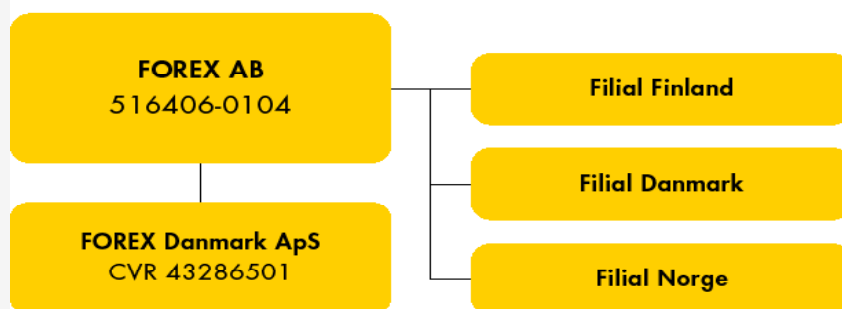 FOREX AB
516406-0104
Filial Finland
Filial Danmark
FOREX Danmark ApS
CVR 43286501
Filial Norge